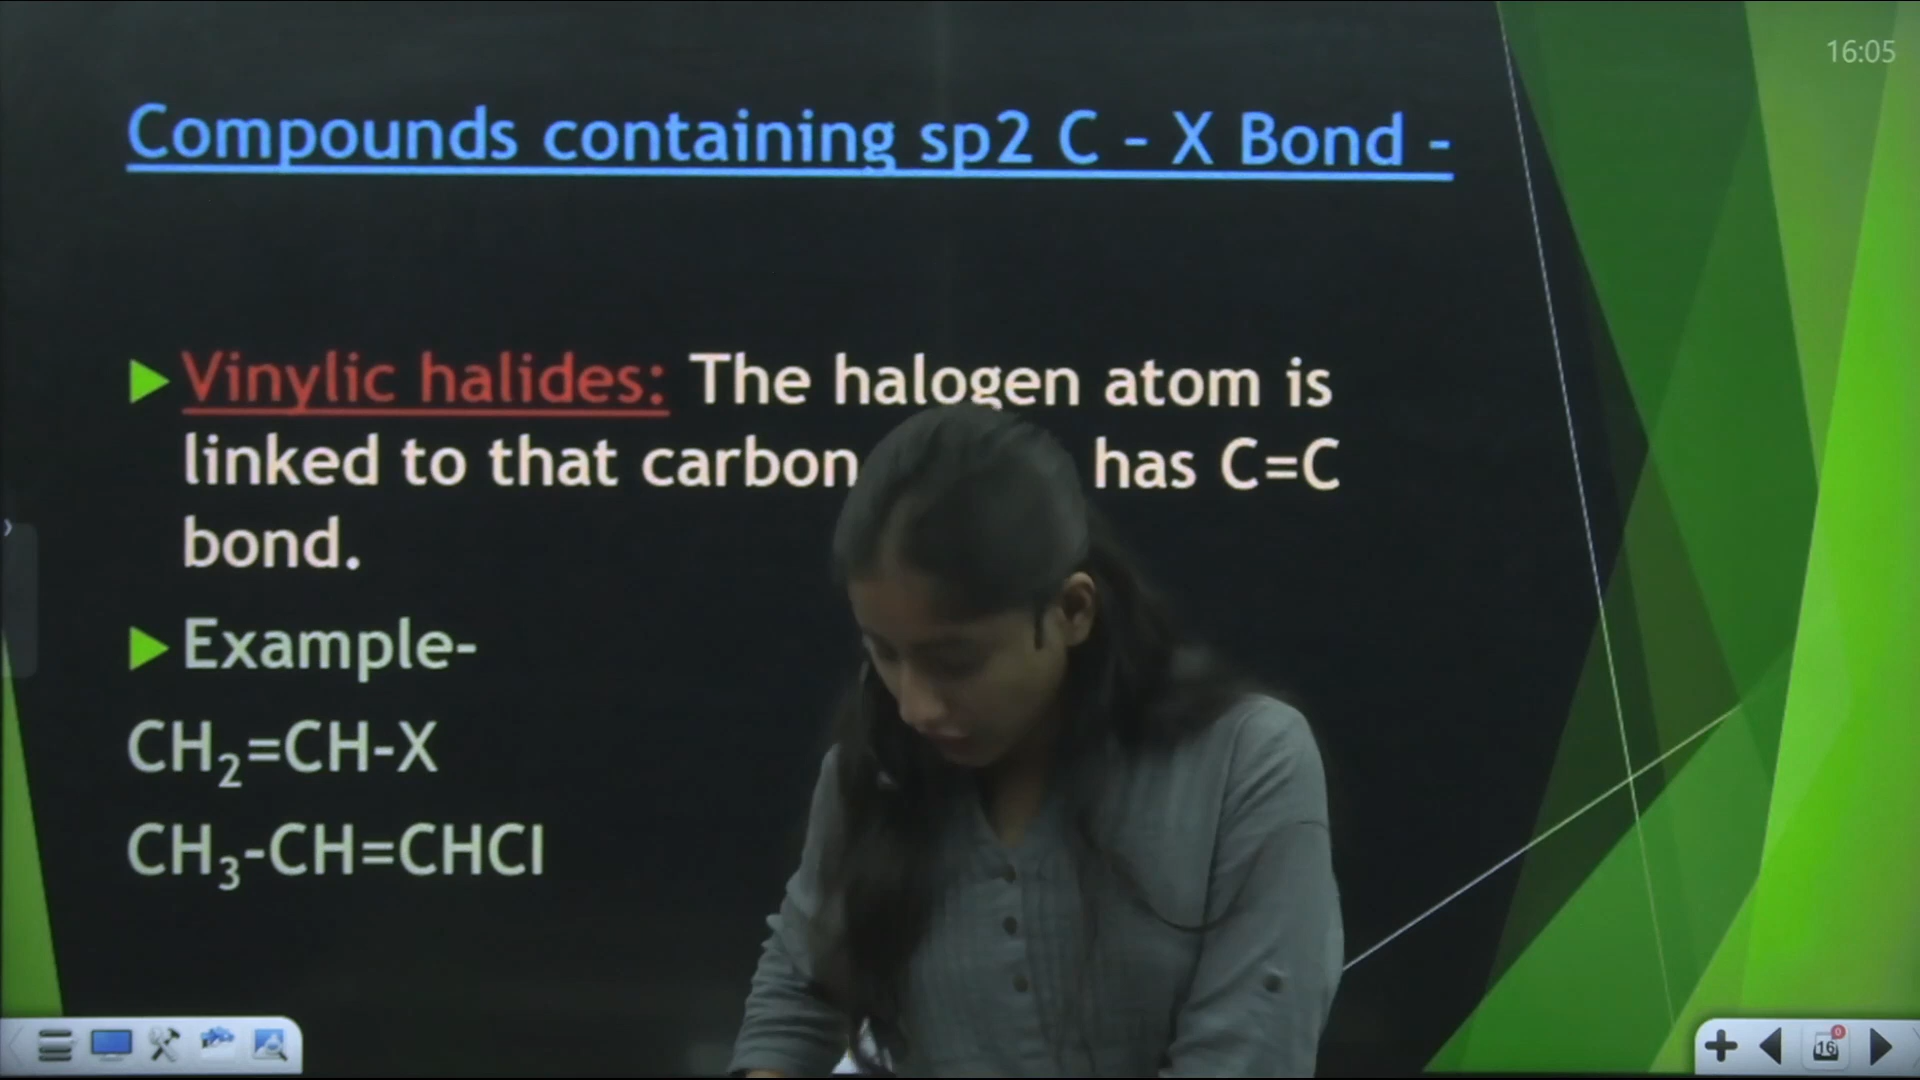 16:05
Compounds containing sp2 C – X Bond -
Vinylic halides: The halogen atom is
linked to that carbon has C=C
bond.
Example-
CH₂=CH-X
CH₃-CH=CHCl
16
0